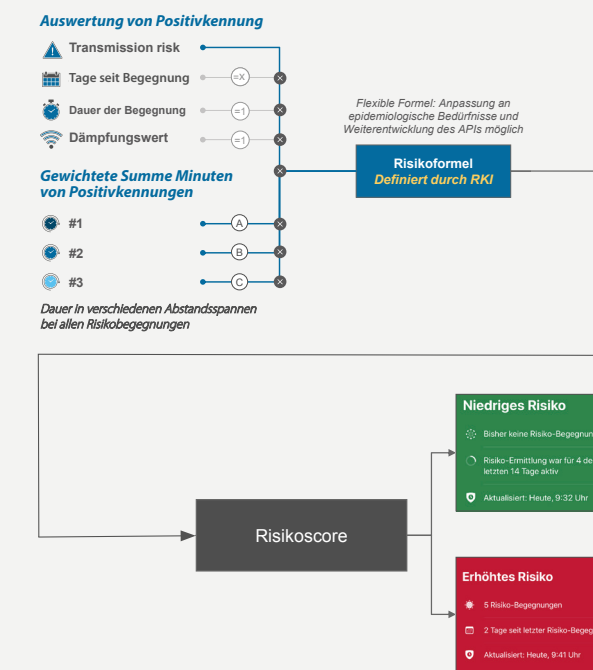 Auswertung von Positivkennung
Transmission risk
Tage seit Begegnung
=X
Dauer der Begegnung
=1
Dämpfungswert
=1
Gewichtete Summe Minuten
von Positivkennungen
#1
A
#2
B
#3
C
Dauer in verschiedenen Abstandsspannen
bei allen Risikobegegnungen
Flexible Formel: Anpassung an
epidemiologische Bedürfnisse und
Weiterentwicklung des APIs möglich
Risikoformel
Definiert durch RKI
Risikoscore
Niedriges Risiko
Bisher keine Risiko-Begegnun
Risiko-Ermittlung war für 4 de
letzten 14 Tage aktiv
Aktualisiert: Heute, 9:32 Uhr
Erhöhtes Risiko
5 Risiko-Begegnungen
2 Tage seit letzter Risiko-Begeg
Aktualisiert: Heute, 9:41 Uhr